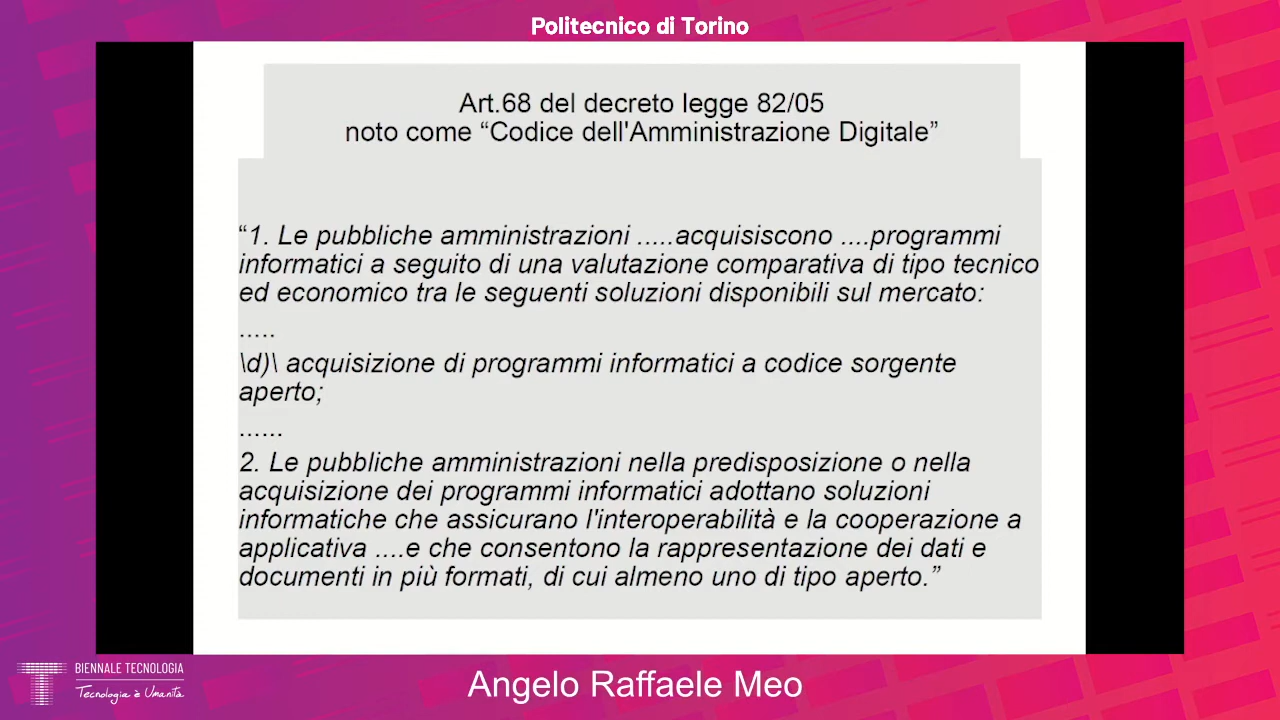 Politecnico di Torino
Art.68 del decreto legge 82/05
noto come “Codice dell'Amministrazione Digitale”
“1. Le pubbliche amministrazioni .....acquisiscono ....programmi
informatici a seguito di una valutazione comparativa di tipo tecnico
ed economico tra le seguenti soluzioni disponibili sul mercato:
.....
\d)\ acquisizione di programmi informatici a codice sorgente
aperto;
......
2. Le pubbliche amministrazioni nella predisposizione o nella
acquisizione dei programmi informatici adottano soluzioni
informatiche che assicurano l'interoperabilità e la cooperazione a
applicativa ....e che consentono la rappresentazione dei dati e
documenti in più formati, di cui almeno uno di tipo aperto.”
BIENNALE TECNOLOGIA
Tecnologia è Umanità
Angelo Raffaele Meo